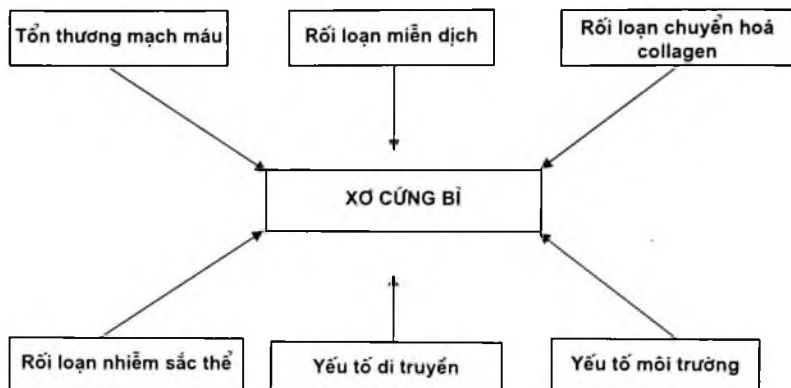 Tổn thương mạch máu
Rối loạn miễn dịch
Rối loạn chuyển hoá
collagen
XƠ CỨNG BÌ
Rối loạn nhiễm sắc thể
Yếu tố di truyền
Yếu tố môi trường